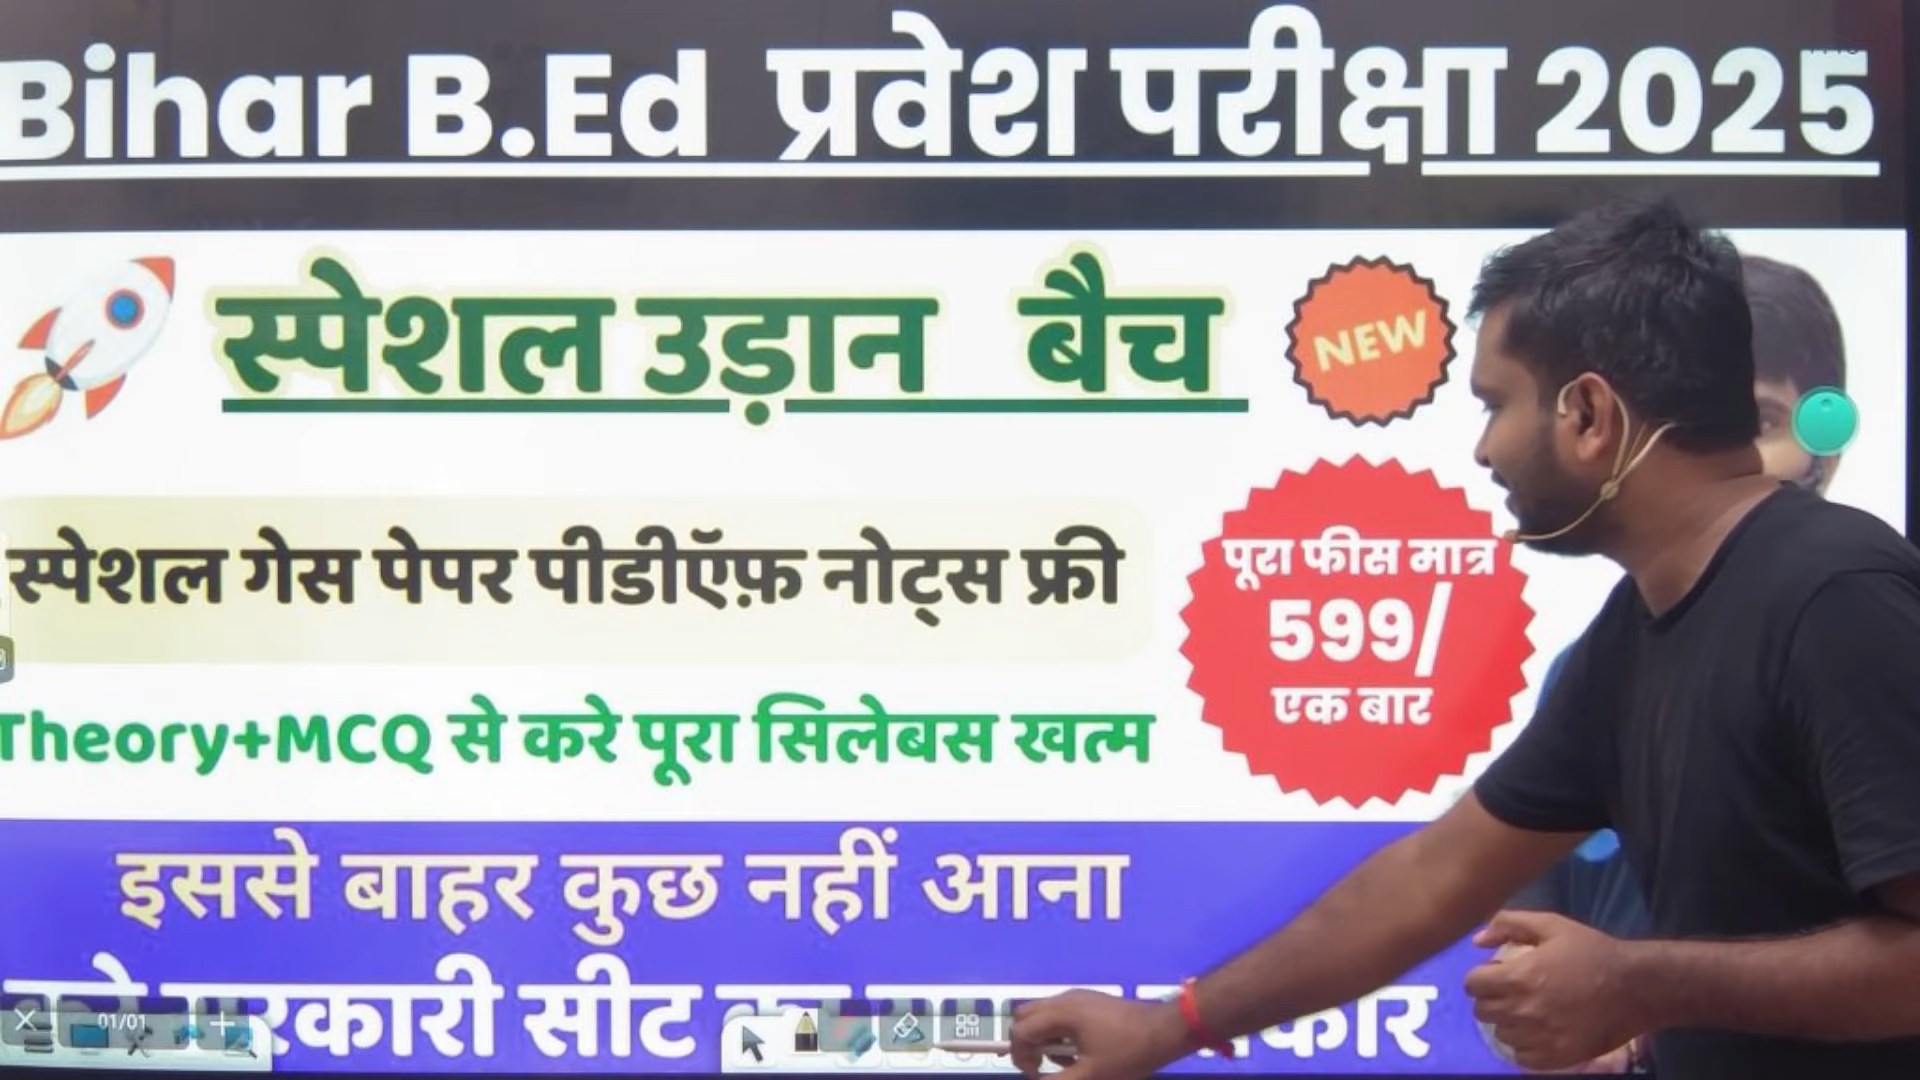 Bihar B.Ed प्रवेश परीक्षा 2025
स्पेशल उड़ान बैच
NEW
स्पेशल गेस पेपर पीडीऍफ़ नोट्स फ्री
पूरा फीस मात्र
599/
एक बार
Theory+MCQ से करे पूरा सिलेबस खत्म
इससे बाहर कुछ नहीं आना
सरकारी सीट
01/01